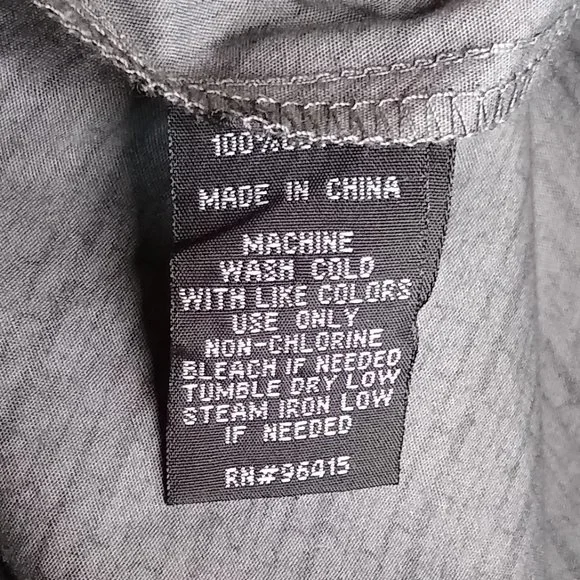 100%
MADE IN CHINA
MACHINE
WASH COLD
WITH LIKE COLORS
USE ONLY
NON-CHLORINE
BLEACH IF NEEDED
TUMBLE DRY LOW
STEAM IRON LOW
IF NEEDED
RN#96415